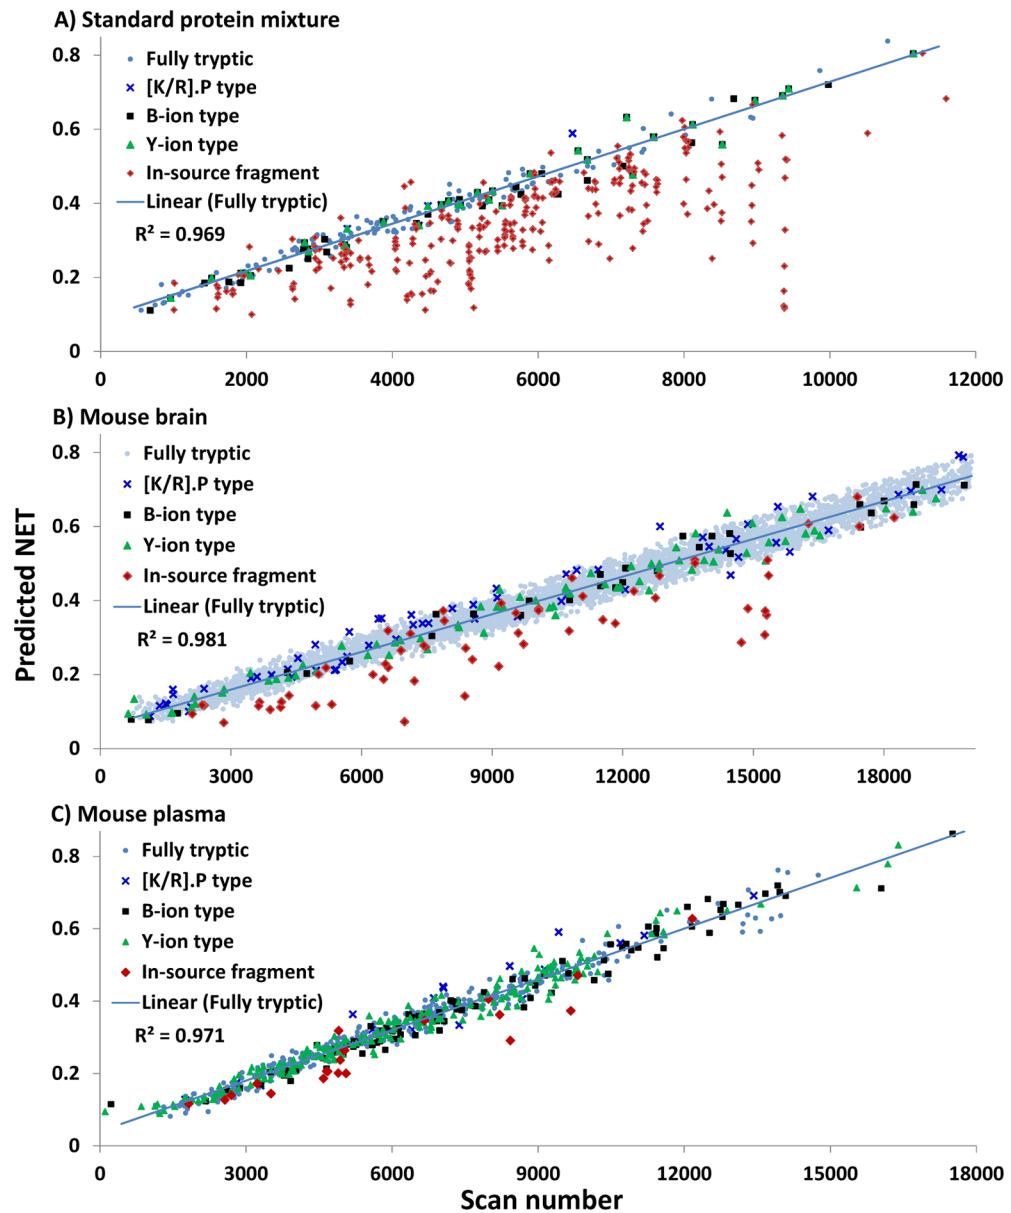 A) Standard protein mixture
0.8
Fully tryptic
[K/R].P type
B-ion type
0.6
Y-ion type
In-source fragment
0.4
Linear (Fully tryptic)
R² = 0.969
0.2
0
0 2000 4000 6000 8000 10000 12000
B) Mouse brain
0.8
Fully tryptic
[K/R].P type
B-ion type
0.6
Y-ion type
In-source fragment
0.4
Linear (Fully tryptic)
R² = 0.981
0.2
0
0 3000 6000 9000 12000 15000 18000
Predicted NET
C) Mouse plasma
0.8
Fully tryptic
[K/R].P type
B-ion type
0.6
Y-ion type
In-source fragment
0.4
Linear (Fully tryptic)
R² = 0.971
0.2
0
0 3000 6000 9000 12000 15000 18000
Scan number